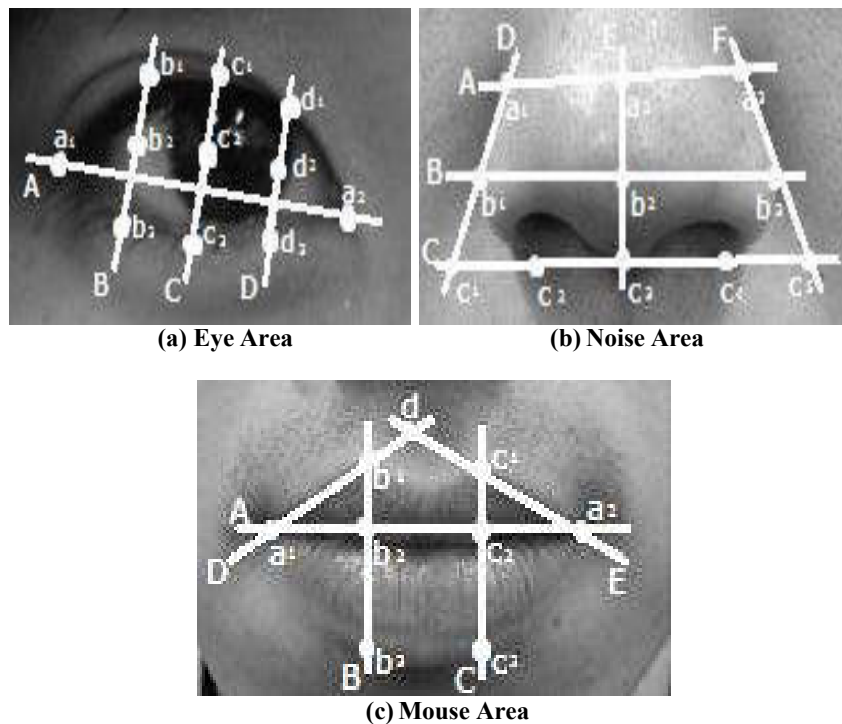 b1 c1 d1
a1 b2 c2 d2
A a2
b3 c3 d3
B C D
D E F
A a1 a2 a3
B b1 b2 b3
C c1 c2 c3 c4 c5
(a) Eye Area
(b) Noise Area
d
b1 c1
A a2
a1 b2 c2
D E
B b3 C c3
(c) Mouse Area